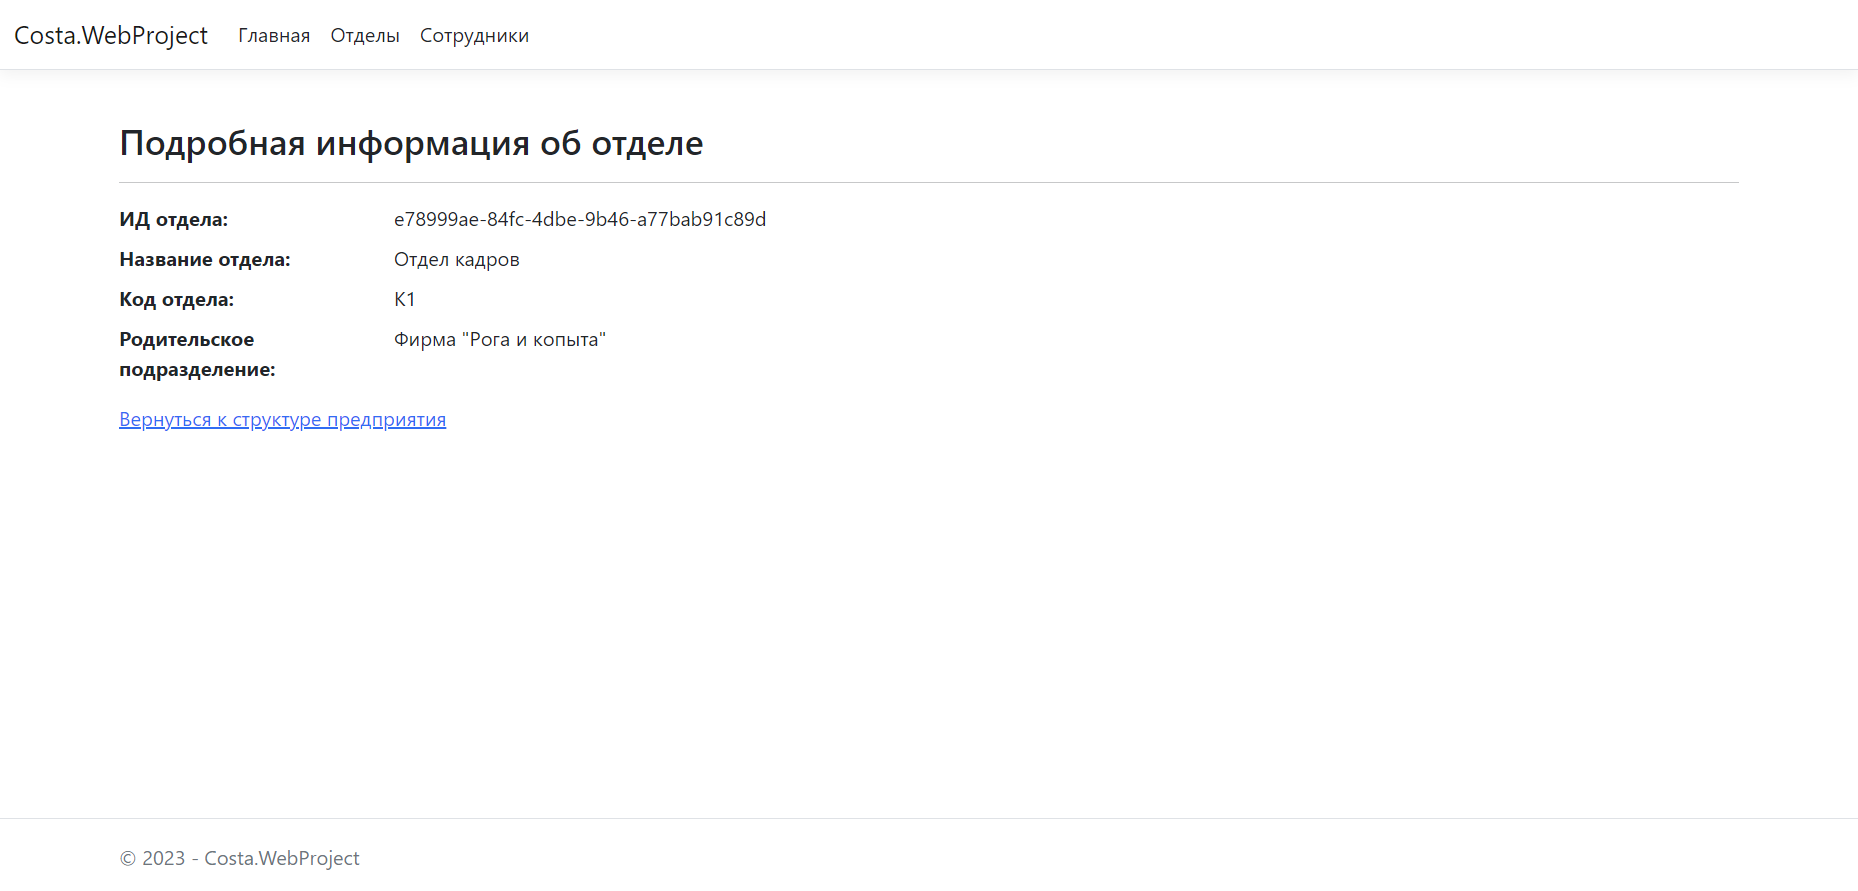 Costa.WebProject Главная Отделы Сотрудники
Подробная информация об отделе
ИД отдела: e78999ae-84fc-4dbe-9b46-a77bab91c89d
Название отдела: Отдел кадров
Код отдела: К1
Родительское подразделение: Фирма "Рога и копыта"
Вернуться к структуре предприятия
© 2023 - Costa.WebProject